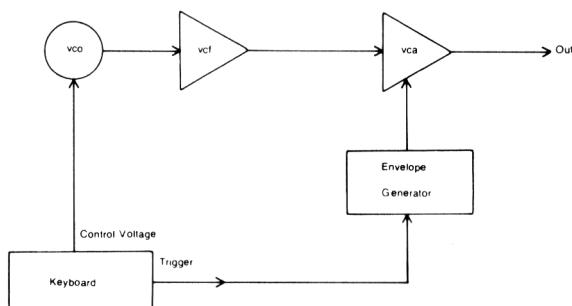 vco
vcf
vca
Out
Envelope
Generator
Control Voltage
Trigger
Keyboard